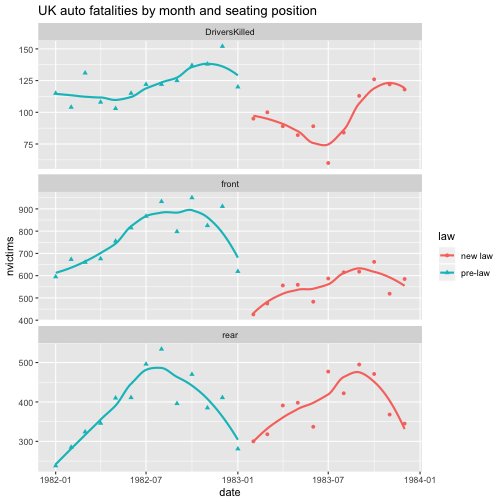 UK auto fatalities by month and seating position
DriversKilled
150
125
100
75
front
900
800
700
600
500
400
rear
500
400
300
1982-01
1982-07
1983-01
1983-07
1984-01
date
nvictims
law
new law
pre-law